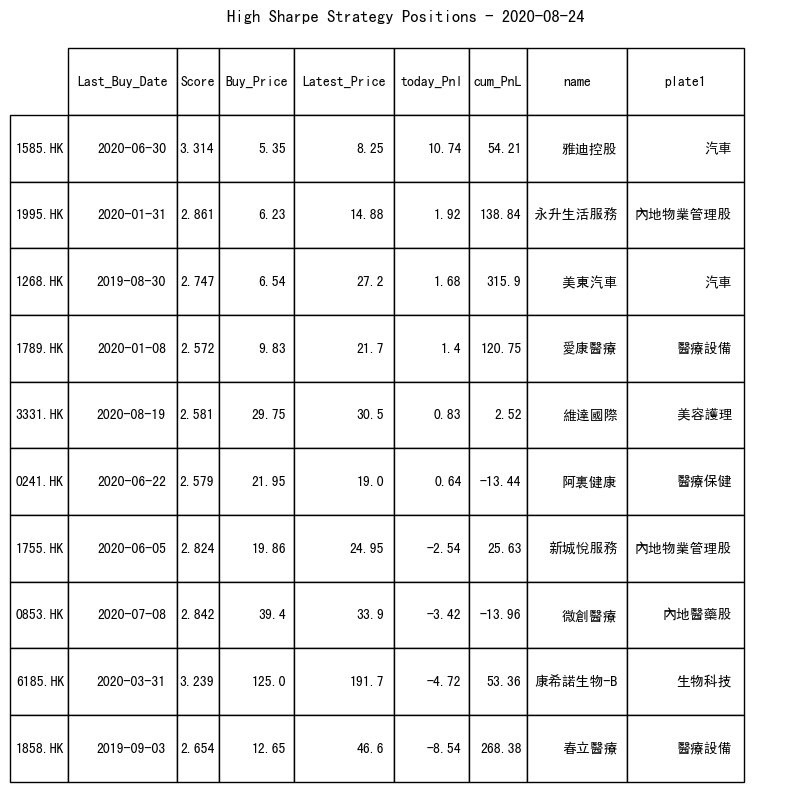 High Sharpe Strategy Positions - 2020-08-24
Last_Buy_Date Score Buy_Price Latest_Price today_Pnl cum_PnL name plate1
1585.HK 2020-06-30 3.314 5.35 8.25 10.74 54.21 雅迪控股 汽車
1995.HK 2020-01-31 2.861 6.23 14.88 1.92 138.84 永升生活服務 內地物業管理股
1268.HK 2019-08-30 2.747 6.54 27.2 1.68 315.9 美東汽車 汽車
1789.HK 2020-01-08 2.572 9.83 21.7 1.4 120.75 愛康醫療 醫療設備
3331.HK 2020-08-19 2.581 29.75 30.5 0.83 2.52 維達國際 美容護理
0241.HK 2020-06-22 2.579 21.95 19.0 0.64 -13.44 阿裏健康 醫療保健
1755.HK 2020-06-05 2.824 19.86 24.95 -2.54 25.63 新城悅服務 內地物業管理股
0853.HK 2020-07-08 2.842 39.4 33.9 -3.42 -13.96 微創醫療 內地醫藥股
6185.HK 2020-03-31 3.239 125.0 191.7 -4.72 53.36 康希諾生物-B 生物科技
1858.HK 2019-09-03 2.654 12.65 46.6 -8.54 268.38 春立醫療 醫療設備